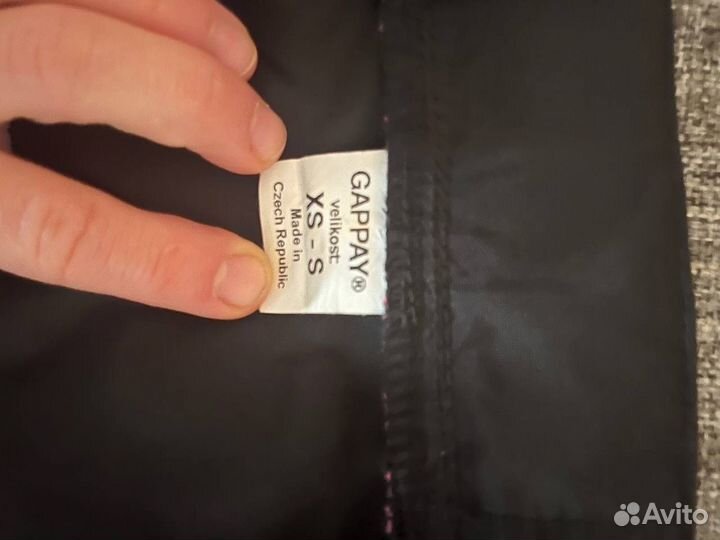 GAPPAY®
velikost:
XS - S
Made in
Czech Republic
Avito